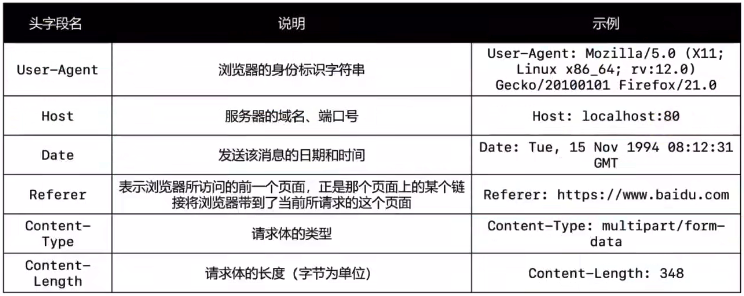 头字段名 说明 示例
User-Agent 浏览器的身份标识字符串 User-Agent: Mozilla/5.0 (X11;
Linux x86_64; rv:12.0)
Gecko/20100101 Firefox/21.0
Host 服务器的域名、端口号 Host: localhost:80
Date 发送该消息的日期和时间 Date: Tue, 15 Nov 1994 08:12:31
GMT
Referer 表示浏览器所访问的前一个页面，正是那个页面上的某个链
接将浏览器带到了当前所请求的这个页面 Referer: https://www.baidu.com
Content-
Type 请求体的类型 Content-Type: multipart/form-
data
Content-
Length 请求体的长度（字节为单位） Content-Length: 348